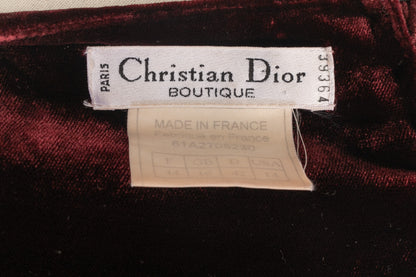 PARIS
Christian Dior
BOUTIQUE
39364
MADE IN FRANCE
Fabriqué en France